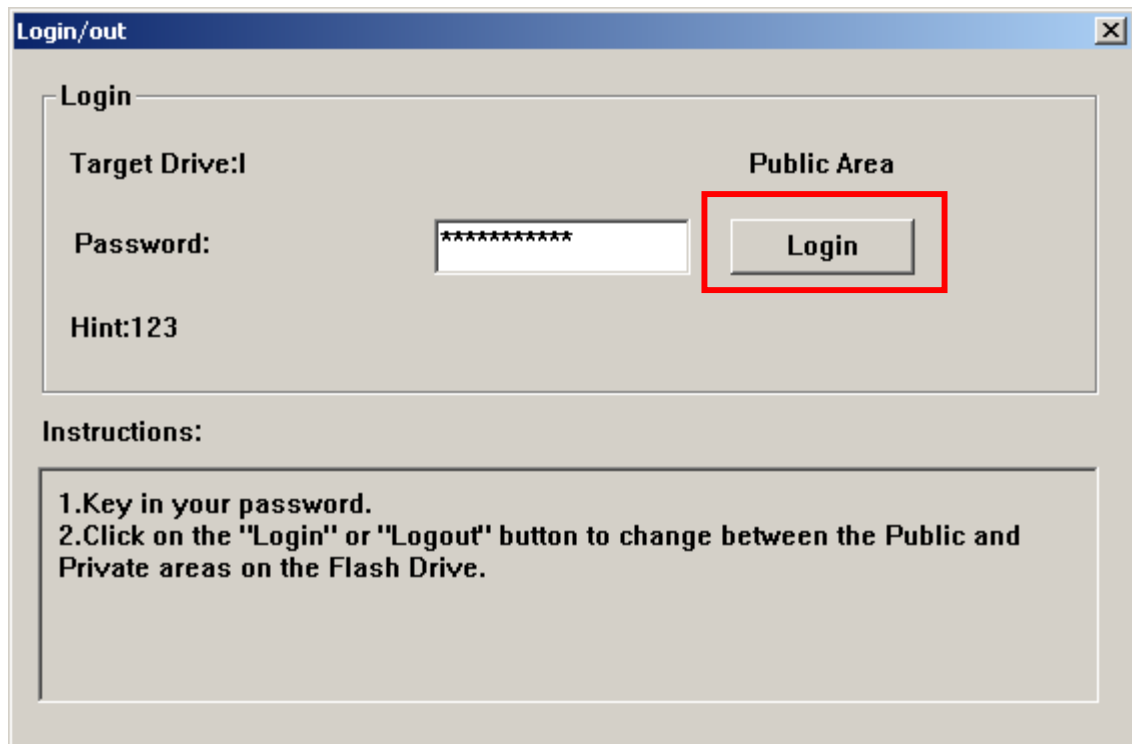 Login/out
Login
Target Drive:I
Public Area
Password:
***********
Login
Hint:123
Instructions:
1.Key in your password.
2.Click on the "Login" or "Logout" button to change between the Public and
Private areas on the Flash Drive.